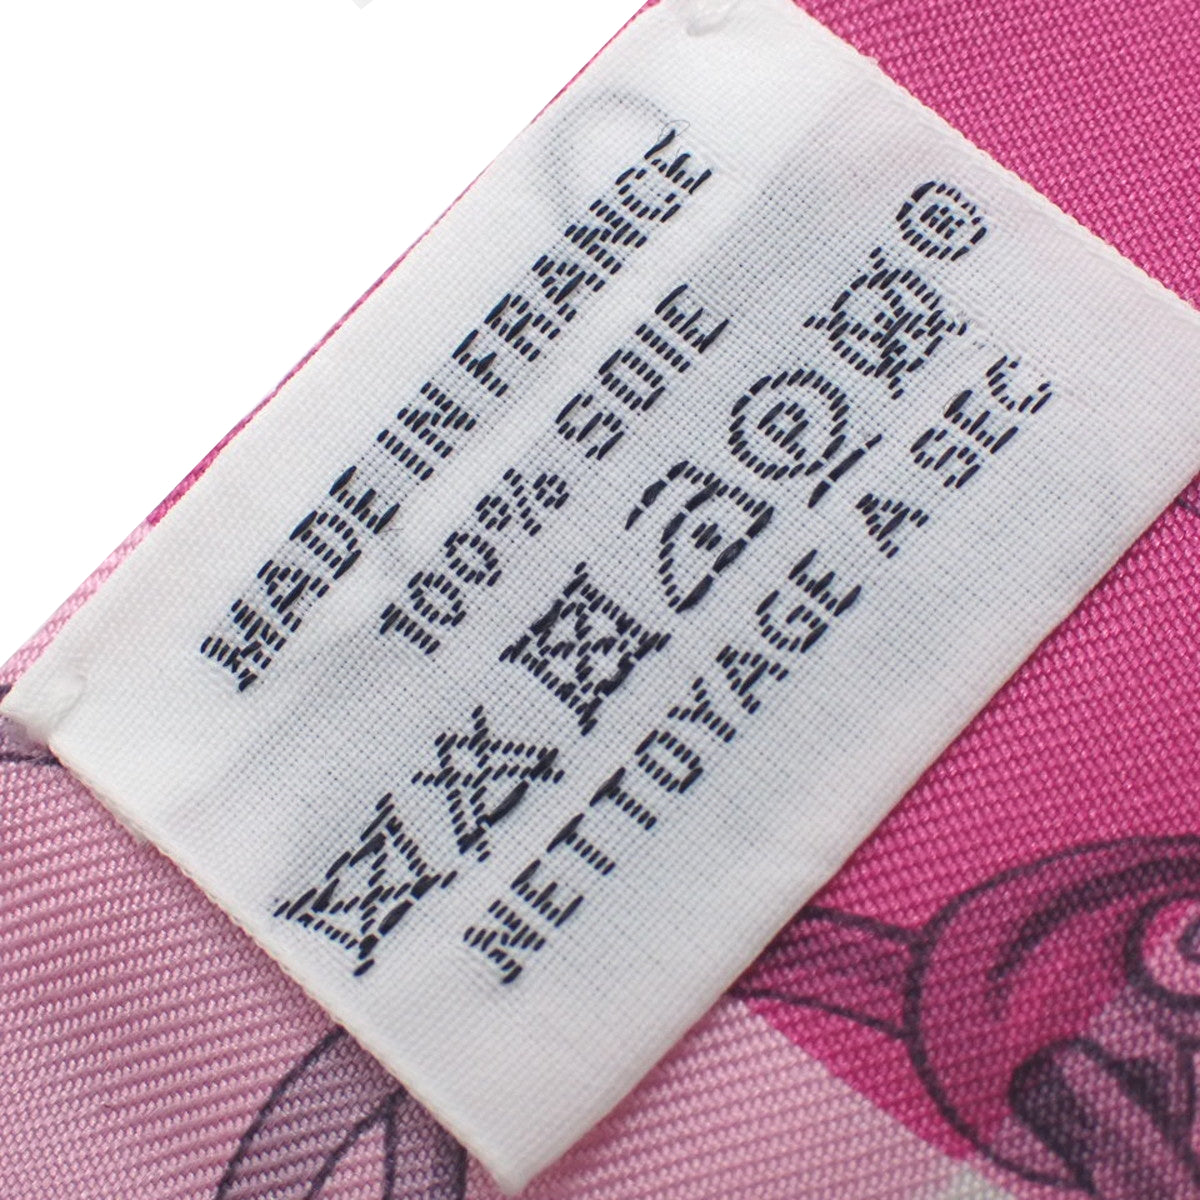 MADE IN FRANCE
100% SOIE
P ®
NETTOYAGE A SEC